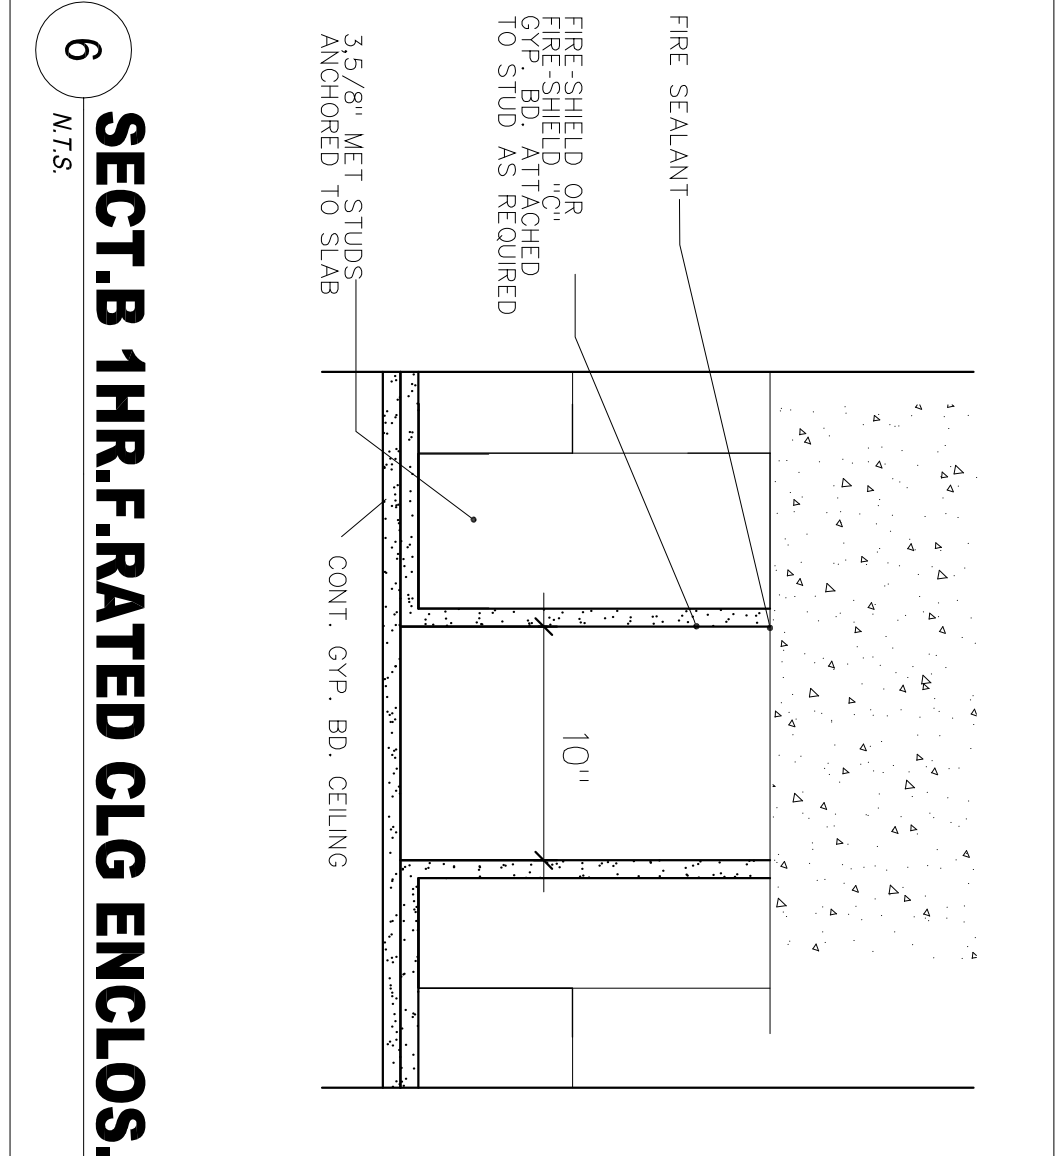 FIRE SEALANT
FIRE-SHIELD OR
FIRE-SHIELD "C"
GYP. BD. ATTACHED
TO STUD AS REQUIRED
3,5/8" MET STUDS
ANCHORED TO SLAB
10"
CONT. GYP. BD. CEILING
6
SECT.B 1HR.F.RATED CLG ENCLOS.
N.T.S.